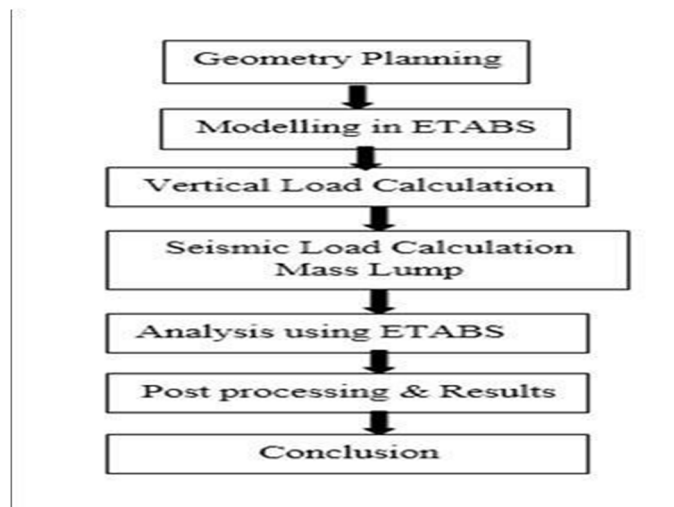 Geometry Planning
Modelling in ETABS
Vertical Load Calculation
Seismic Load Calculation
Mass Lump
Analysis using ETABS
Post processing & Results
Conclusion